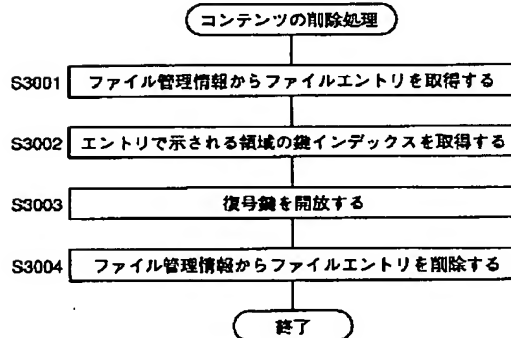 コンテンツの削除処理
S3001 ファイル管理情報からファイルエントリを取得する
S3002 エントリで示される領域の鍵インデックスを取得する
S3003 復号鍵を開放する
S3004 ファイル管理情報からファイルエントリを削除する
終了